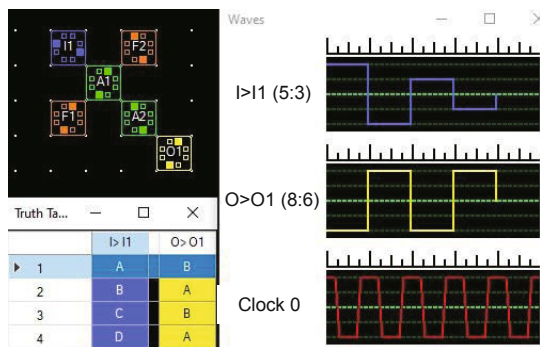 Waves
I1
F2
A1
I>I1 (5:3)
F1
A2
O1
O>O1 (8:6)
Truth Ta...
I> I1
O> O1
1
A
B
2
B
A
3
C
B
Clock 0
4
D
A